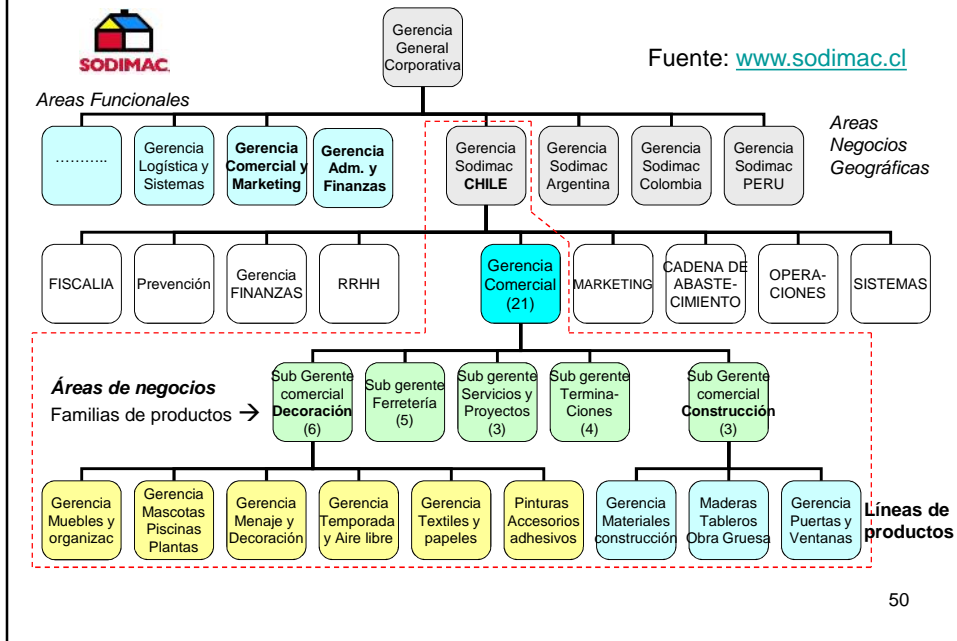 SODIMAC
Gerencia
General
Corporativa
Fuente: www.sodimac.cl
Areas Funcionales
………..
Gerencia
Logística y
Sistemas
Gerencia
Comercial y
Marketing
Gerencia
Adm. y
Finanzas
Gerencia
Sodimac
CHILE
Gerencia
Sodimac
Argentina
Gerencia
Sodimac
Colombia
Gerencia
Sodimac
PERU
Areas
Negocios
Geográficas
FISCALIA
Prevención
Gerencia
FINANZAS
RRHH
Gerencia
Comercial
(21)
MARKETING
CADENA DE
ABASTE-
CIMIENTO
OPERA-
CIONES
SISTEMAS
Áreas de negocios
Familias de productos →
Sub Gerente
comercial
Decoración
(6)
Sub gerente
Ferretería
(5)
Sub gerente
Servicios y
Proyectos
(3)
Sub gerente
Termina-
Ciones
(4)
Sub Gerente
comercial
Construcción
(3)
Gerencia
Muebles y
organizac
Gerencia
Mascotas
Piscinas
Plantas
Gerencia
Menaje y
Decoración
Gerencia
Temporada
y Aire libre
Gerencia
Textiles y
papeles
Pinturas
Accesorios
adhesivos
Gerencia
Materiales
construcción
Maderas
Tableros
Obra Gruesa
Gerencia
Puertas y
Ventanas
Líneas de
productos
50